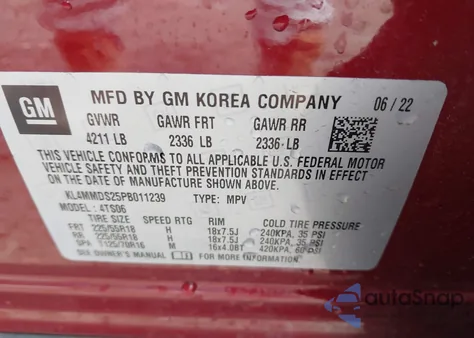 GM MFD BY GM KOREA COMPANY 06 / 22
GVWR GAWR FRT GAWR RR
4211 LB 2336 LB 2336 LB
THIS VEHICLE CONFORMS TO ALL APPLICABLE U.S. FEDERAL MOTOR
VEHICLE SAFETY, BUMPER, AND THEFT PREVENTION STANDARDS IN EFFECT
ON THE DATE OF MANUFACTURE SHOWN ABOVE.
KL4MMDS25PB011239 TYPE: MPV
MODEL: 4TS06
TIRE SIZE SPEED RTG RIM COLD TIRE PRESSURE
FRT 225/55R18 H 18x7.5J 240KPA, 35 PSI
RR 225/55R18 H 18x7.5J 240KPA, 35 PSI
SPA T125/70R16 M 16x4.0BT 420KPA, 60 PSI
SEE OWNER'S MANUAL FOR MORE INFORMATION.
autoSnap